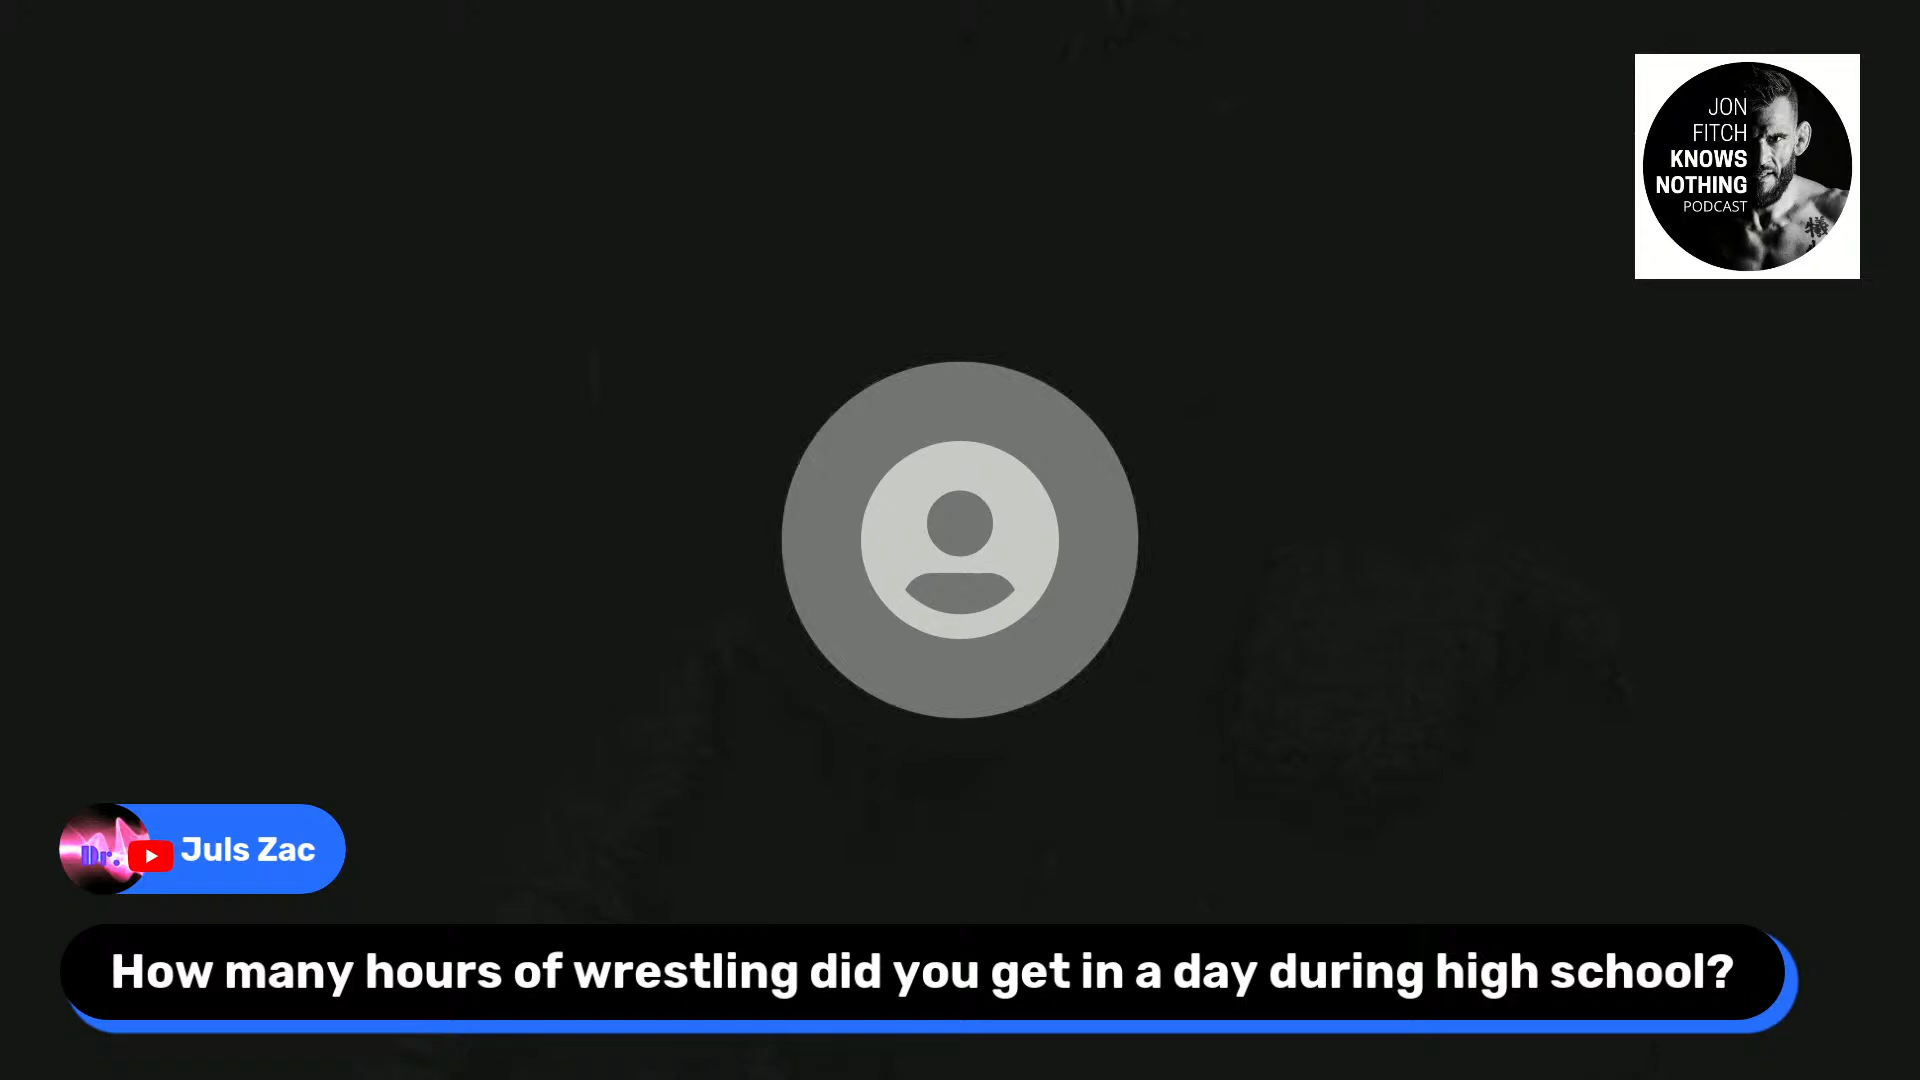 JON
FITCH
KNOWS
NOTHING
PODCAST
Dr.
Juls Zac
How many hours of wrestling did you get in a day during high school?